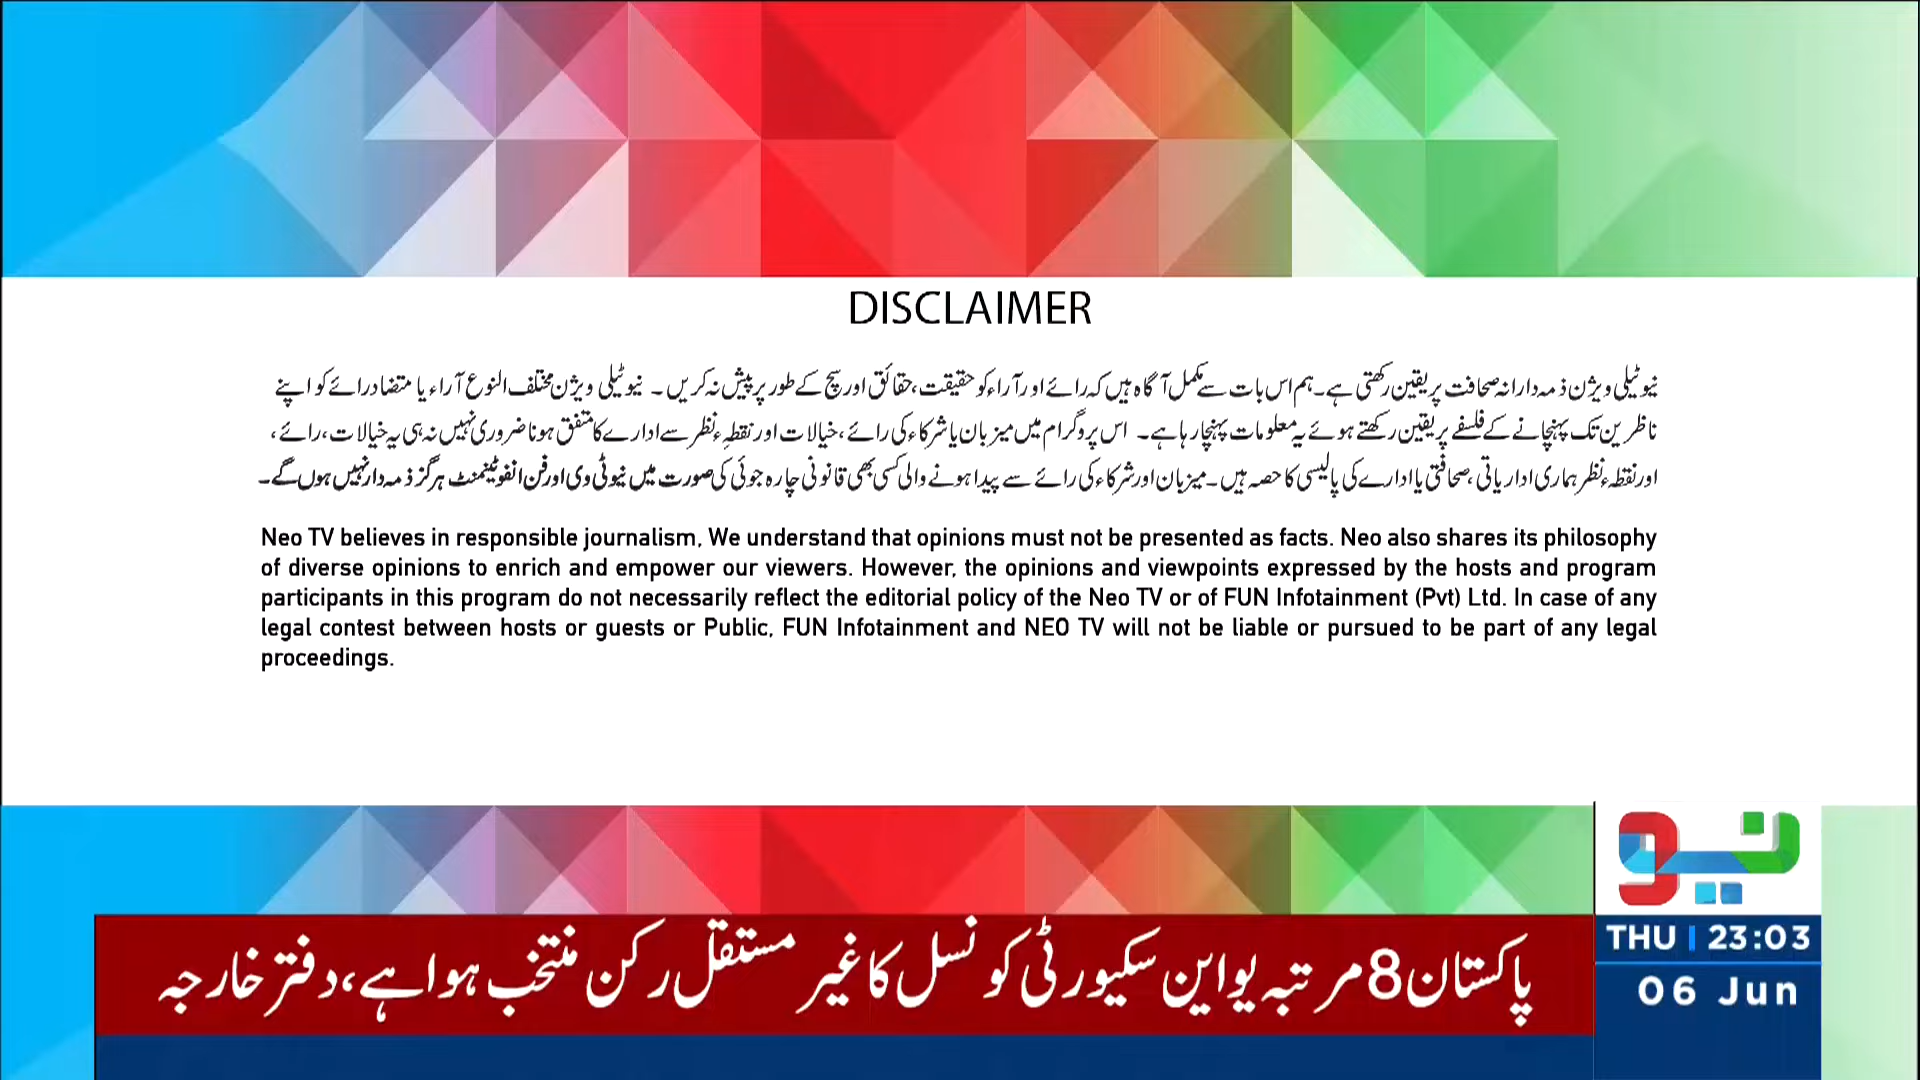 DISCLAIMER
نیو ٹیلی ویژن ذمہ دارانہ صحافت پر یقین رکھتی ہے۔ ہم اس بات سے مکمل آگاہ ہیں کہ رائے اور آراء کو حقیقت، حقائق اور سچ کے طور پر پیش نہ کریں۔ نیو ٹیلی ویژن مختلف النوع آراء یا متضاد رائے کو اپنے
ناظرین تک پہنچانے کے فلسفے پر یقین رکھتے ہوئے یہ معلومات پہنچا رہا ہے۔ اس پروگرام میں میزبان یا شرکاء کی رائے، خیالات اور نقطہء نظر سے ادارے کا متفق ہونا ضروری نہیں نہ ہی یہ خیالات، رائے،
اور نقطہء نظر ہماری ادارتی، صحافتی یا ادارے کی پالیسی کا حصہ ہیں۔ میزبان اور شرکاء کی رائے سے پیدا ہونے والی کسی بھی قانونی چارہ جوئی کی صورت میں نیو ٹی وی اور فن انفوٹینمنٹ ہرگز ذمہ دار نہیں ہوں گے۔
Neo TV believes in responsible journalism, We understand that opinions must not be presented as facts. Neo also shares its philosophy
of diverse opinions to enrich and empower our viewers. However, the opinions and viewpoints expressed by the hosts and program
participants in this program do not necessarily reflect the editorial policy of the Neo TV or of FUN Infotainment (Pvt) Ltd. In case of any
legal contest between hosts or guests or Public, FUN Infotainment and NEO TV will not be liable or pursued to be part of any legal
proceedings.
نیو
پاکستان 8 مرتبہ یو این سکیورٹی کونسل کا غیر مستقل رکن منتخب ہوا ہے، دفتر خارجہ
THU | 23:03
06 Jun